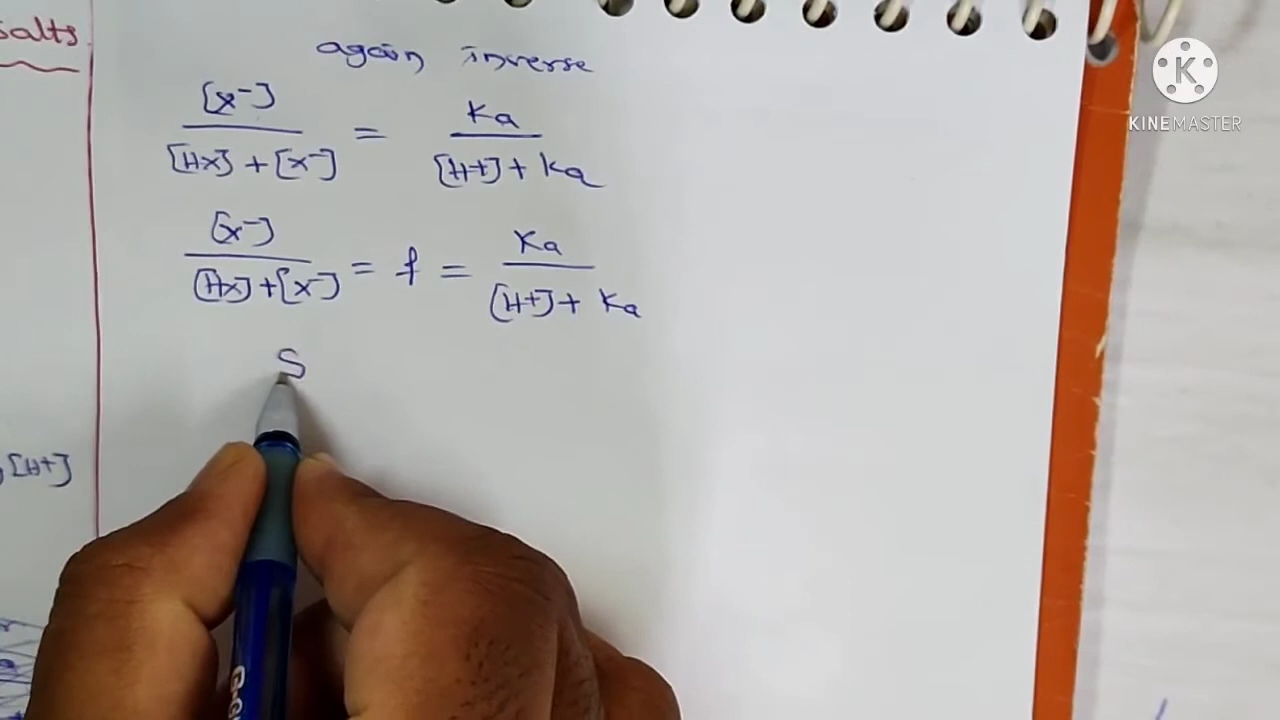 salts
again inverse
[x⁻] / [Hx] + [x⁻] = Ka / [H+] + Ka
[x⁻] / [Hx] + [x⁻] = f = Ka / [H+] + Ka
S
[H+]
K
KINEMASTER